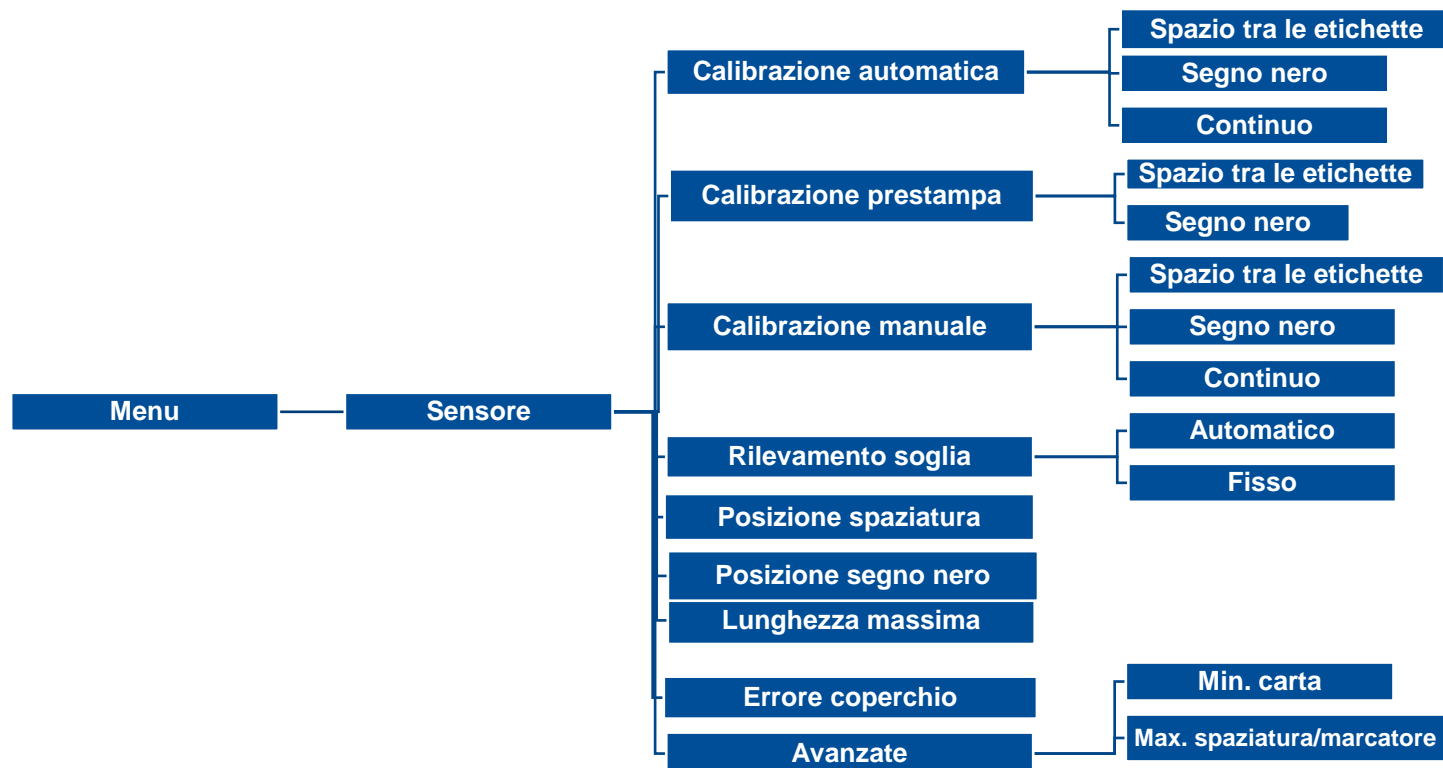 Menu
Sensore
Calibrazione automatica
Spazio tra le etichette
Segno nero
Continuo
Calibrazione prestampa
Spazio tra le etichette
Segno nero
Calibrazione manuale
Spazio tra le etichette
Segno nero
Continuo
Rilevamento soglia
Automatico
Fisso
Posizione spaziatura
Posizione segno nero
Lunghezza massima
Errore coperchio
Avanzate
Min. carta
Max. spaziatura/marcatore